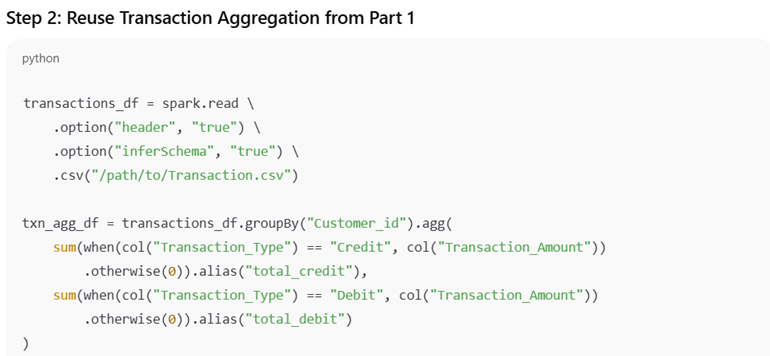 Step 2: Reuse Transaction Aggregation from Part 1
python
transactions_df = spark.read \
    .option("header", "true") \
    .option("inferSchema", "true") \
    .csv("/path/to/Transaction.csv")
txn_agg_df = transactions_df.groupBy("Customer_id").agg(
    sum(when(col("Transaction_Type") == "Credit", col("Transaction_Amount"))
        .otherwise(0)).alias("total_credit"),
    sum(when(col("Transaction_Type") == "Debit", col("Transaction_Amount"))
        .otherwise(0)).alias("total_debit")
)